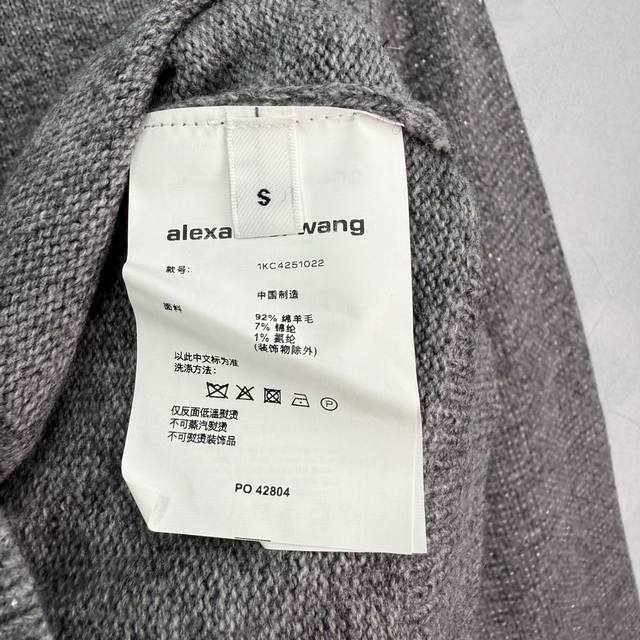 S
alexa wang
款号: 1KC4251022
中国制造
面料 92% 绵羊毛
7% 锦纶
1% 氨纶
(装饰物除外)
以此中文标为准
洗涤方法:
P
仅反面低温熨烫
不可蒸汽熨烫
不可熨烫装饰品
PO 42804